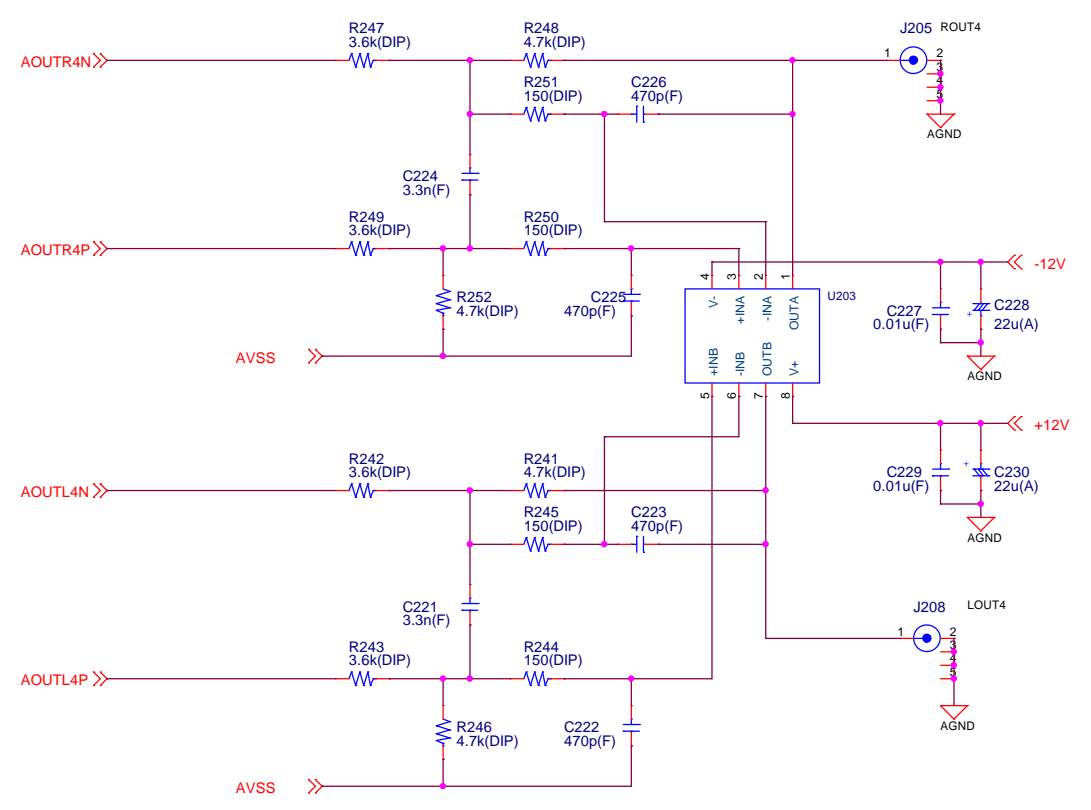 R247
3.6k(DIP)
R248
4.7k(DIP)
J205 ROUT4
AOUTR4N
1
2
3
4
5
R251
150(DIP)
C226
470p(F)
AGND
C224
3.3n(F)
R249
3.6k(DIP)
R250
150(DIP)
AOUTR4P
-12V
4
3
2
1
R252
4.7k(DIP)
C225
470p(F)
U203
V-
+INA
-INA
OUTA
C227
0.01u(F)
+
C228
22u(A)
AVSS
AGND
+INB
-INB
OUTB
V+
5
6
7
8
+12V
R242
3.6k(DIP)
R241
4.7k(DIP)
C229
0.01u(F)
+
C230
22u(A)
AOUTL4N
R245
150(DIP)
C223
470p(F)
AGND
C221
3.3n(F)
J208 LOUT4
1
2
3
4
5
R243
3.6k(DIP)
R244
150(DIP)
AOUTL4P
R246
4.7k(DIP)
C222
470p(F)
AGND
AVSS